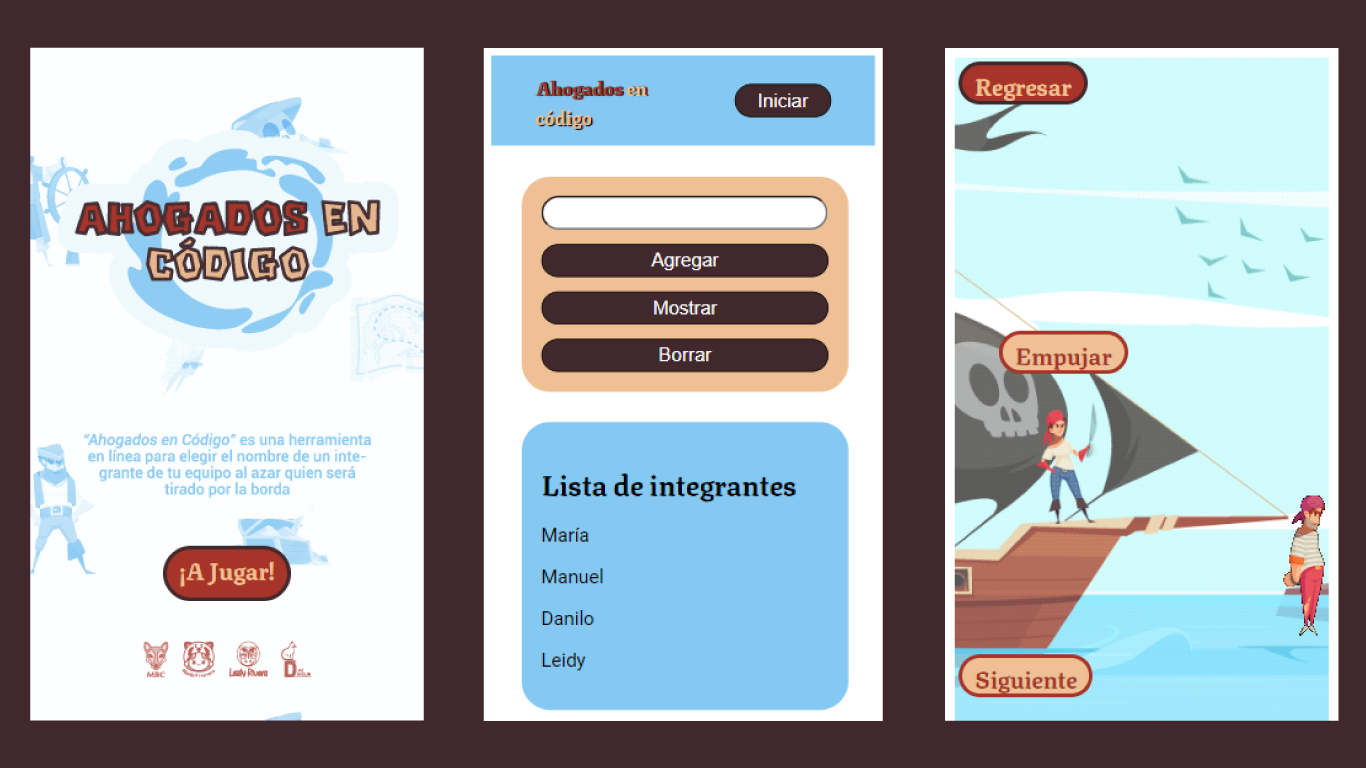 AHOGADOS EN
CÓDIGO
“Ahogados en Código” es una herramienta
en línea para elegir el nombre de un inte-
grante de tu equipo al azar quien será
tirado por la borda
¡A Jugar!
Leidy Rivera
Ahogados en
código
Iniciar
Agregar
Mostrar
Borrar
Lista de integrantes
María
Manuel
Danilo
Leidy
Regresar
Empujar
Siguiente